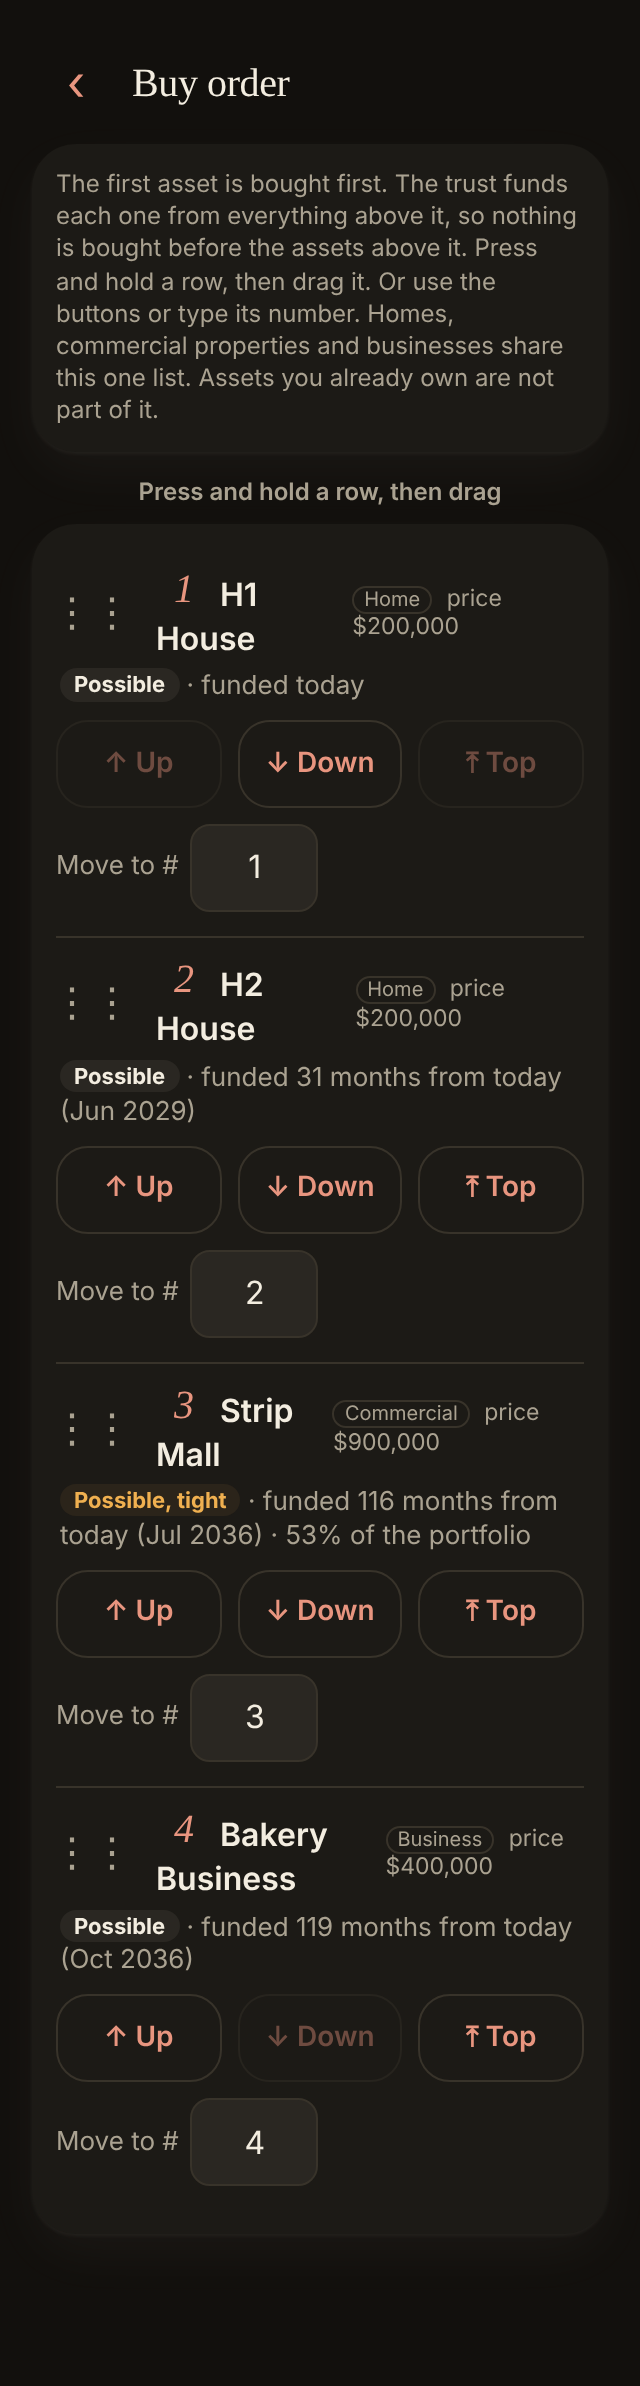 ‹ Buy order
The first asset is bought first. The trust funds
each one from everything above it, so nothing
is bought before the assets above it. Press
and hold a row, then drag it. Or use the
buttons or type its number. Homes,
commercial properties and businesses share
this one list. Assets you already own are not
part of it.
Press and hold a row, then drag
1 H1 Home price
House $200,000
Possible · funded today
↑ Up ↓ Down ⤒ Top
Move to # 1
2 H2 Home price
House $200,000
Possible · funded 31 months from today
(Jun 2029)
↑ Up ↓ Down ⤒ Top
Move to # 2
3 Strip Commercial price
Mall $900,000
Possible, tight · funded 116 months from
today (Jul 2036) · 53% of the portfolio
↑ Up ↓ Down ⤒ Top
Move to # 3
4 Bakery Business price
Business $400,000
Possible · funded 119 months from today
(Oct 2036)
↑ Up ↓ Down ⤒ Top
Move to # 4